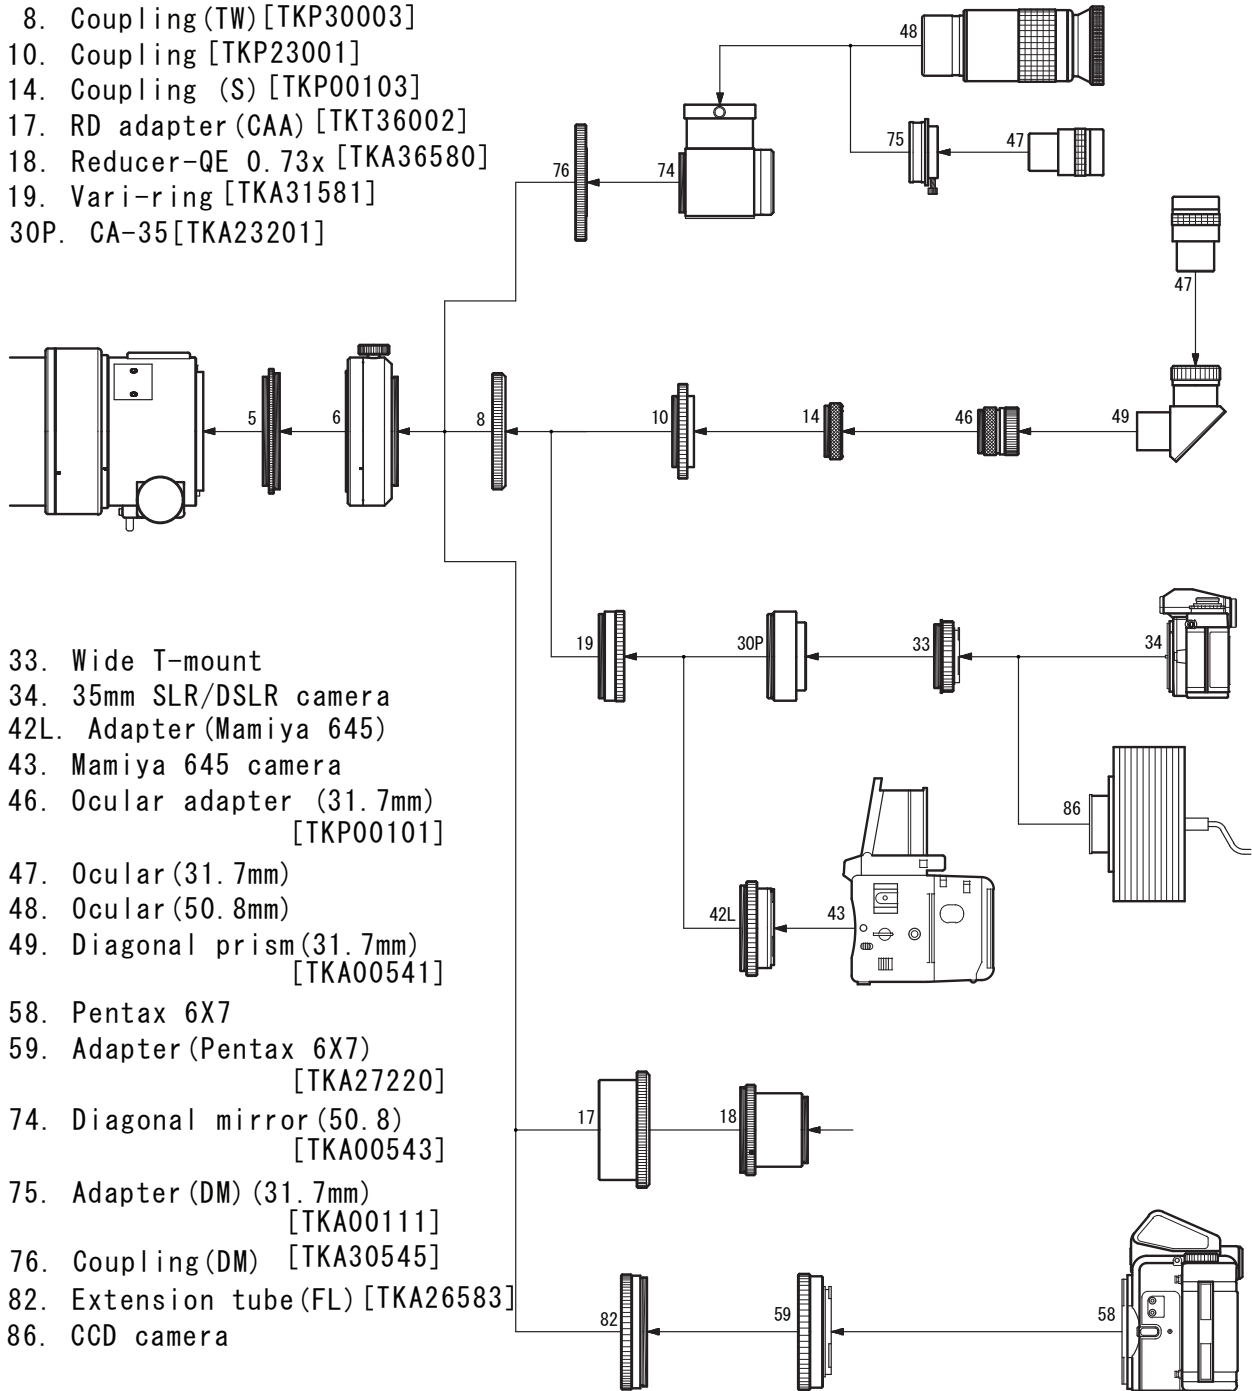 8. Coupling(TW)[TKP30003]
10. Coupling[TKP23001]
14. Coupling (S)[TKP00103]
17. RD adapter(CAA)[TKT36002]
18. Reducer-QE 0.73x[TKA36580]
19. Vari-ring[TKA31581]
30P. CA-35[TKA23201]
48
75
47
76
74
47
5
6
8
10
14
46
49
19
30P
33
34
86
42L
43
17
18
82
59
58
33. Wide T-mount
34. 35mm SLR/DSLR camera
42L. Adapter(Mamiya 645)
43. Mamiya 645 camera
46. Ocular adapter (31.7mm)
[TKP00101]
47. Ocular(31.7mm)
48. Ocular(50.8mm)
49. Diagonal prism(31.7mm)
[TKA00541]
58. Pentax 6X7
59. Adapter(Pentax 6X7)
[TKA27220]
74. Diagonal mirror(50.8)
[TKA00543]
75. Adapter(DM)(31.7mm)
[TKA00111]
76. Coupling(DM) [TKA30545]
82. Extension tube(FL)[TKA26583]
86. CCD camera